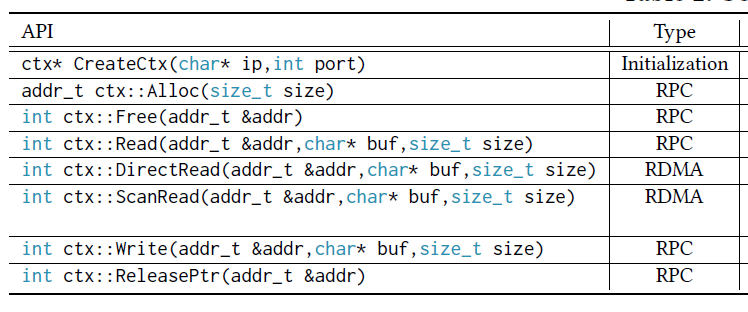 API Type
ctx* CreateCtx(char* ip,int port) Initialization
addr_t ctx::Alloc(size_t size) RPC
int ctx::Free(addr_t &addr) RPC
int ctx::Read(addr_t &addr,char* buf,size_t size) RPC
int ctx::DirectRead(addr_t &addr,char* buf,size_t size) RDMA
int ctx::ScanRead(addr_t &addr,char* buf,size_t size) RDMA
int ctx::Write(addr_t &addr,char* buf,size_t size) RPC
int ctx::ReleasePtr(addr_t &addr) RPC